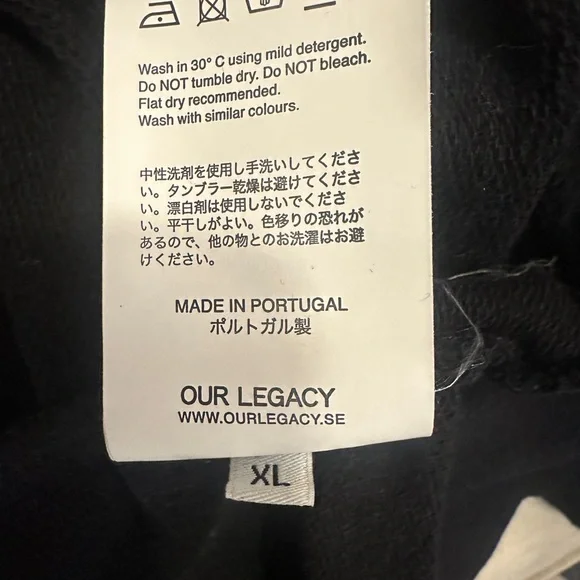 Wash in 30° C using mild detergent.
Do NOT tumble dry. Do NOT bleach.
Flat dry recommended.
Wash with similar colours.
中性洗剤を使用し手洗いしてくださ
い。タンブラー乾燥は避けてくださ
い。漂白剤は使用しないでくださ
い。平干しがよい。色移りの恐れが
あるので、他の物とのお洗濯はお避
けください。
MADE IN PORTUGAL
ポルトガル製
OUR LEGACY
WWW.OURLEGACY.SE
XL